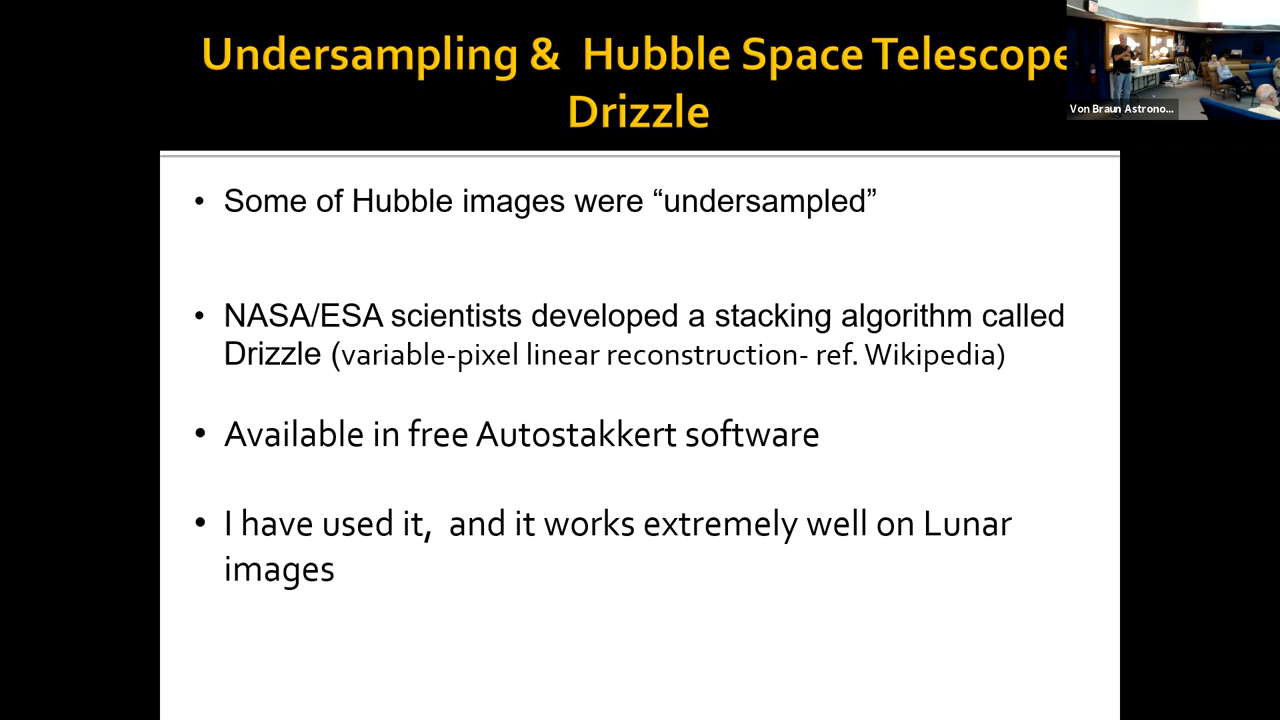 Undersampling & Hubble Space Telescope
Drizzle
Von Braun Astrono...
• Some of Hubble images were “undersampled”
• NASA/ESA scientists developed a stacking algorithm called
Drizzle (variable-pixel linear reconstruction- ref. Wikipedia)
• Available in free Autostakkert software
• I have used it, and it works extremely well on Lunar
images